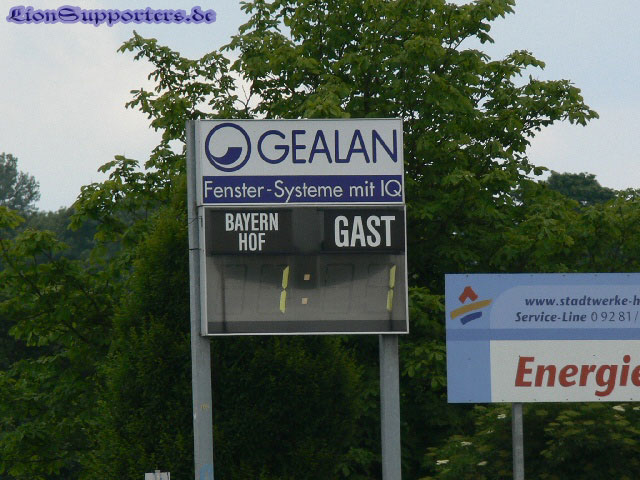 LionSupporters.de
GEALAN
Fenster-Systeme mit IQ
BAYERN HOF
GAST
1:1
www.stadtwerke-h
Service-Line 0 92 81/
Energie